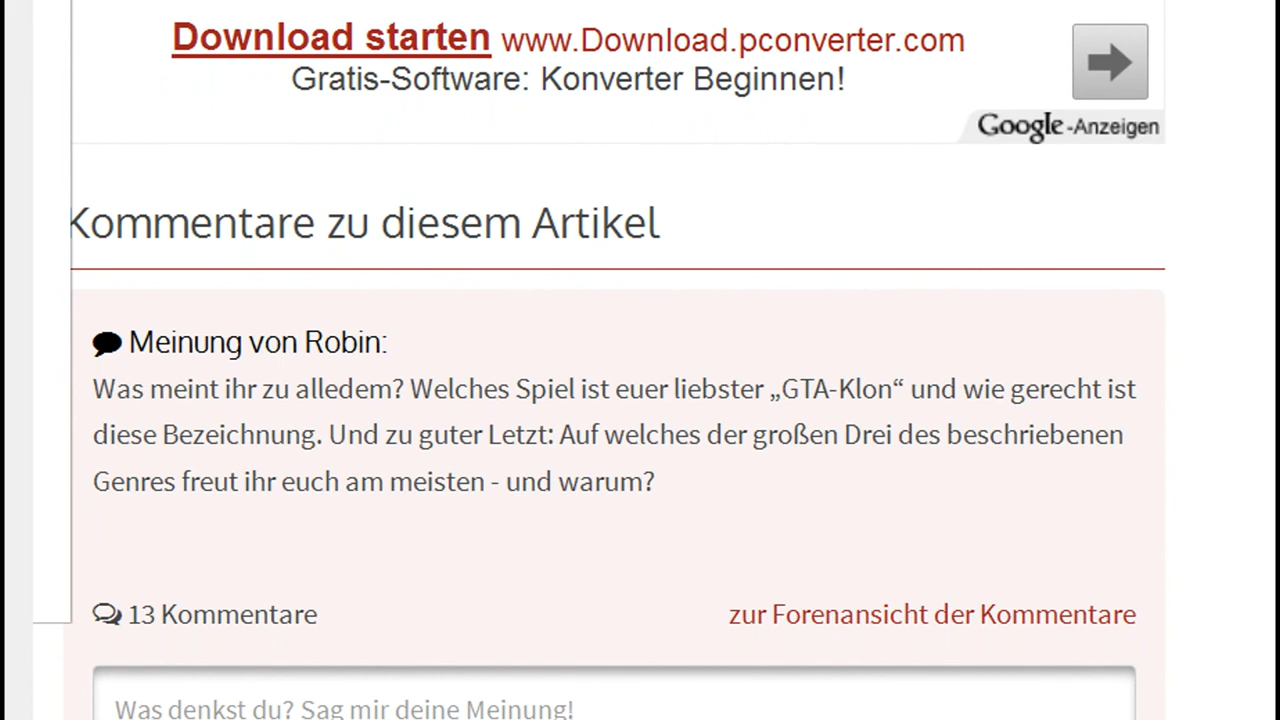 Download starten www.Download.pconverter.com
Gratis-Software: Konverter Beginnen!
Google-Anzeigen
Kommentare zu diesem Artikel
Meinung von Robin:
Was meint ihr zu alledem? Welches Spiel ist euer liebster „GTA-Klon“ und wie gerecht ist
diese Bezeichnung. Und zu guter Letzt: Auf welches der großen Drei des beschriebenen
Genres freut ihr euch am meisten - und warum?
13 Kommentare zur Forenansicht der Kommentare
Was denkst du? Sag mir deine Meinung!